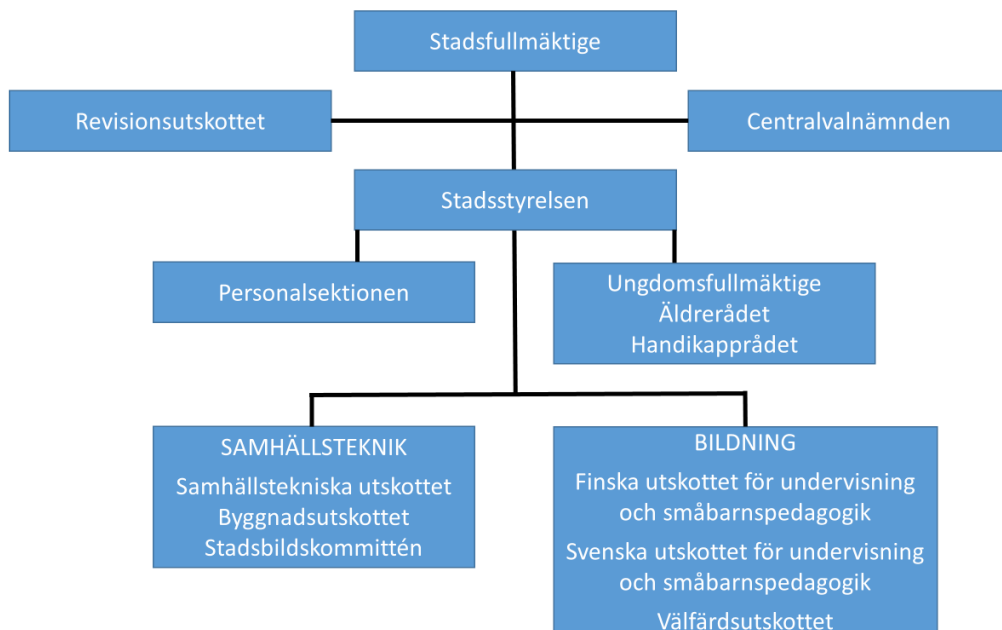 Stadsfullmäktige
Revisionsutskottet
Centralvalnämnden
Stadsstyrelsen
Personalsektionen
Ungdomsfullmäktige
Äldrerådet
Handikapprådet
SAMHÄLLSTEKNIK
Samhällstekniska utskottet
Byggnadsutskottet
Stadsbildskommittén
BILDNING
Finska utskottet för undervisning
och småbarnspedagogik
Svenska utskottet för undervisning
och småbarnspedagogik
Välfärdsutskottet